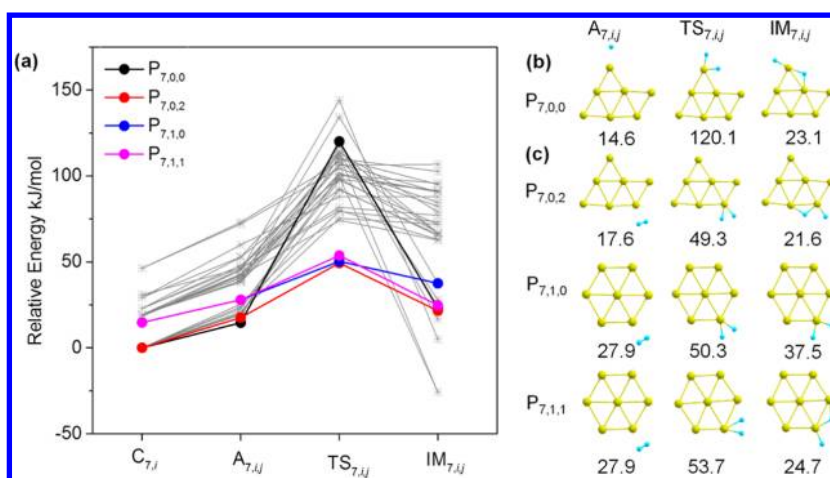 (a)
P7,0,0
P7,0,2
P7,1,0
P7,1,1
Relative Energy kJ/mol
150
100
50
0
-50
C7,i
A7,i,j
TS7,i,j
IM7,i,j
A7,i,j TS7,i,j IM7,i,j
(b)
P7,0,0
14.6 120.1 23.1
(c)
P7,0,2
17.6 49.3 21.6
P7,1,0
27.9 50.3 37.5
P7,1,1
27.9 53.7 24.7